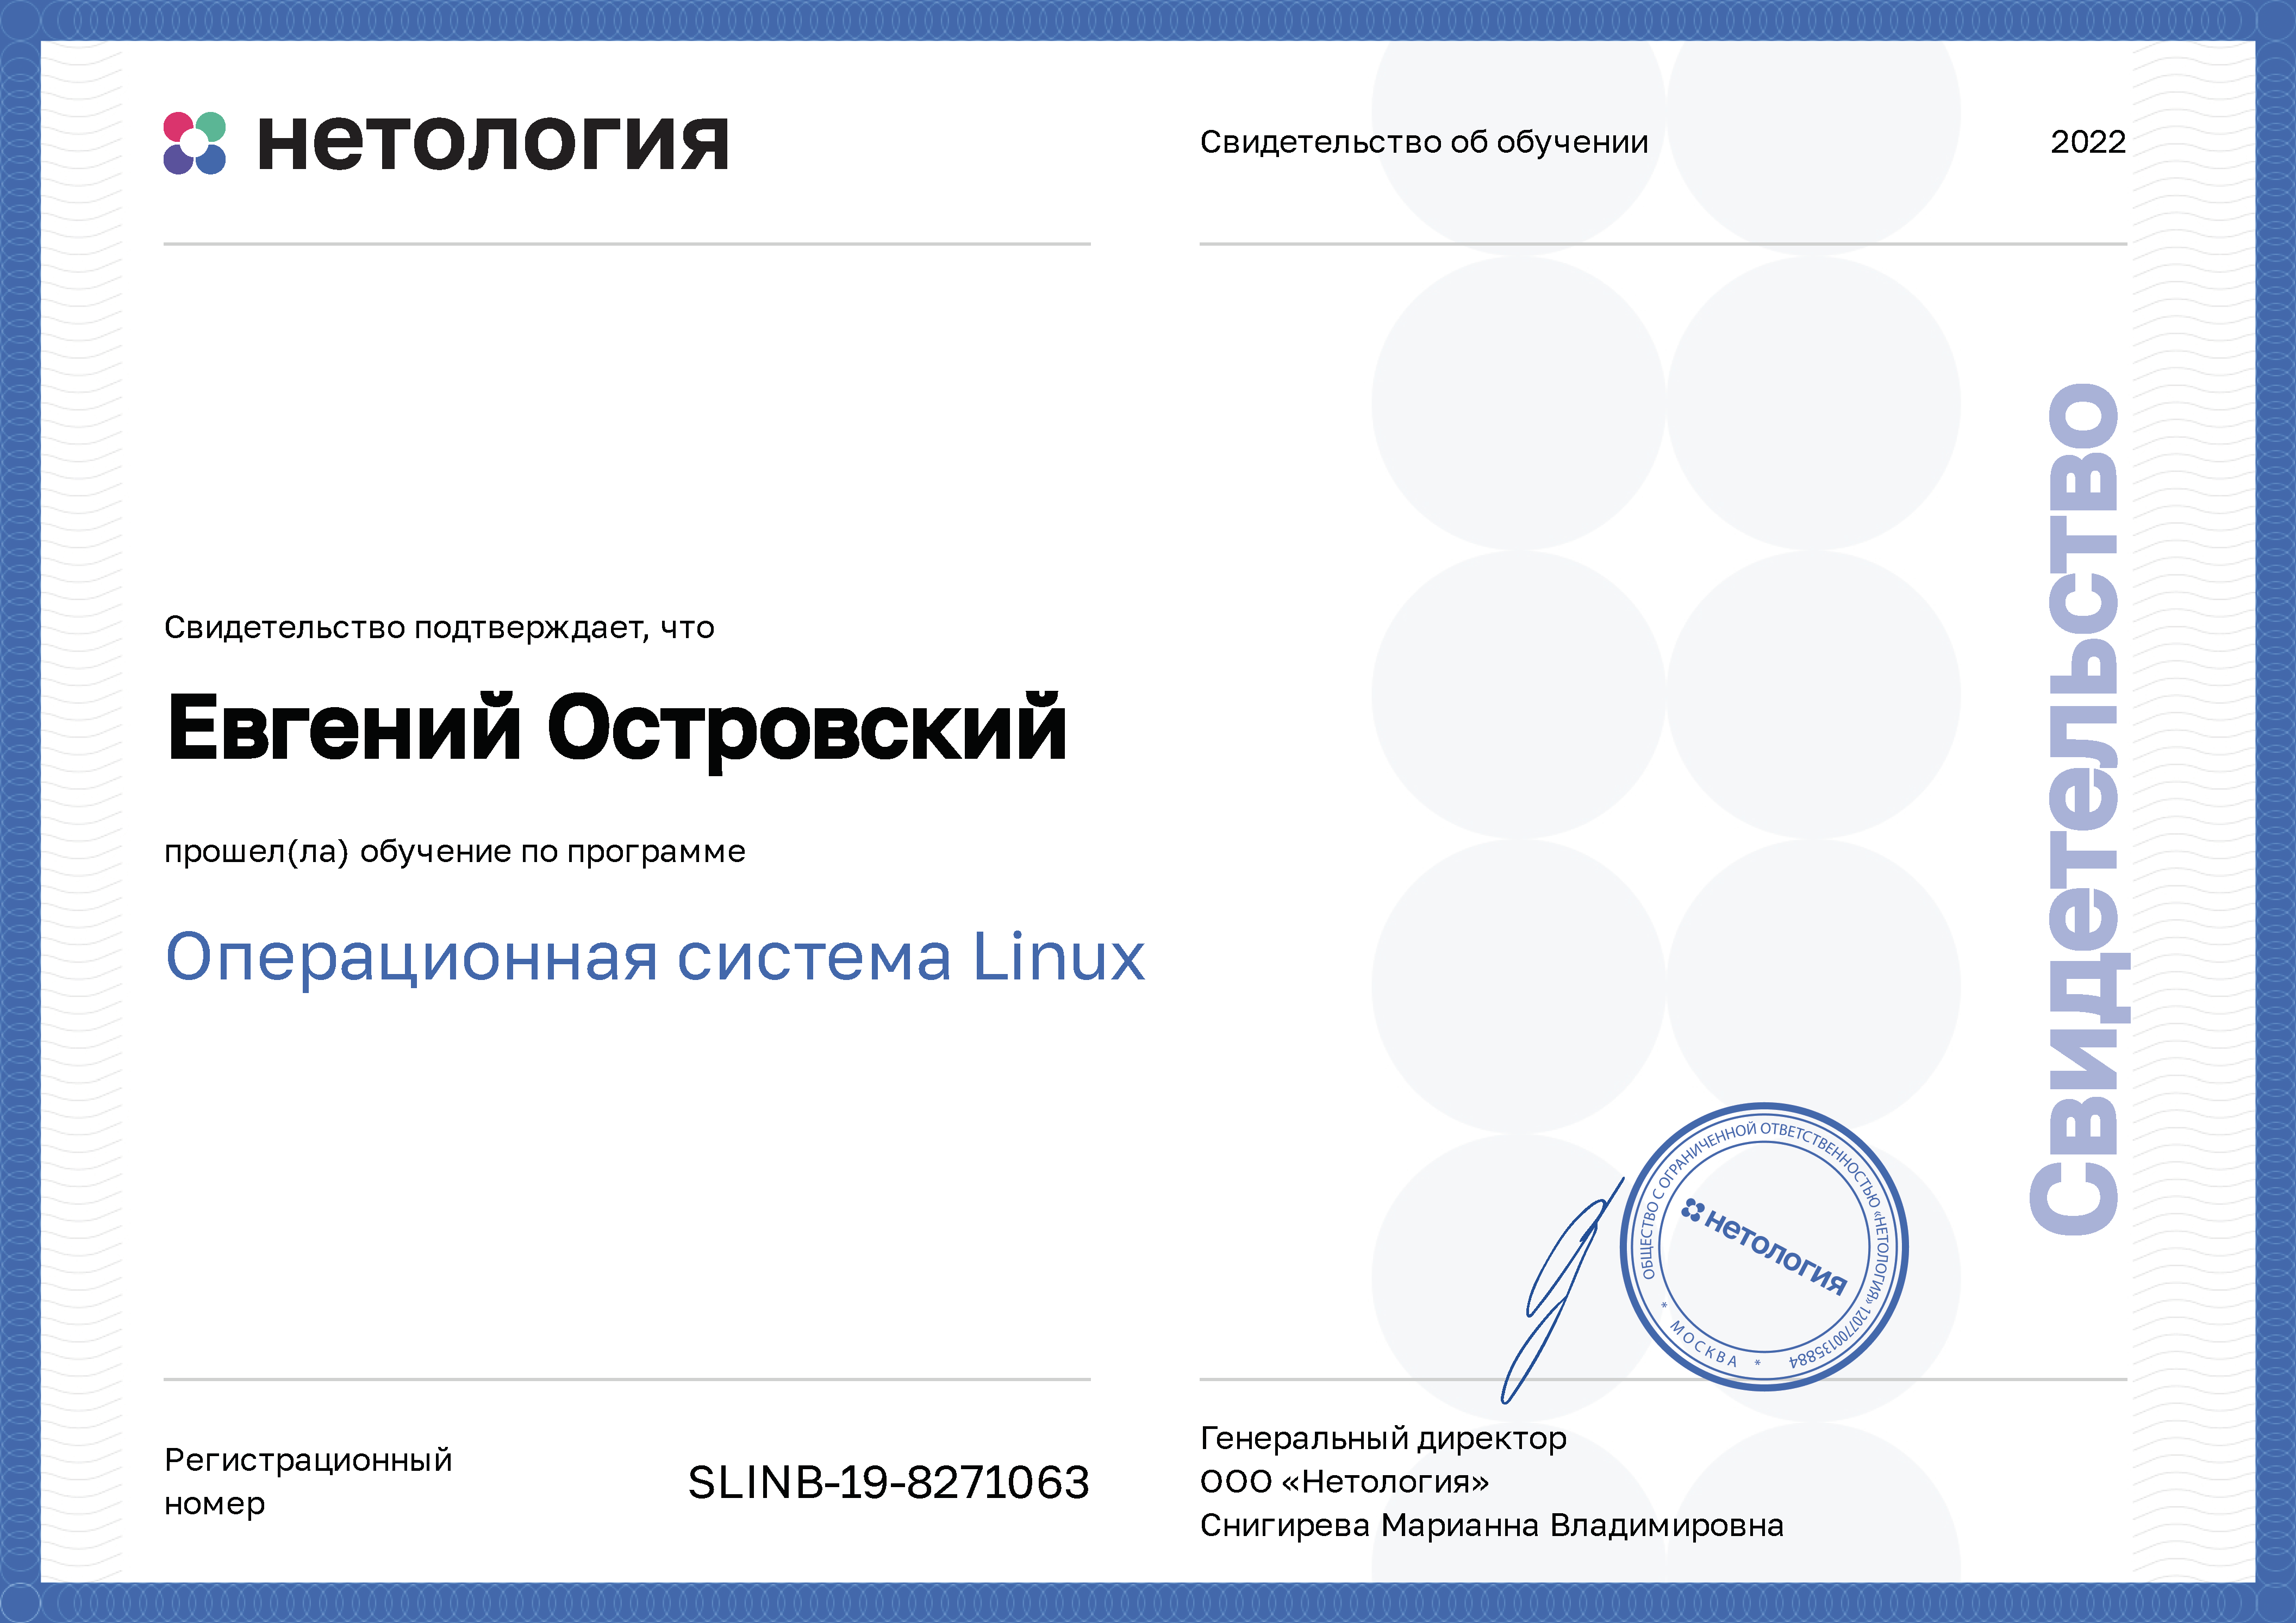 нетология
Свидетельство об обучении
2022
Свидетельство подтверждает, что
Евгений Островский
прошел(ла) обучение по программе
Операционная система Linux
Свидетельство
ОБЩЕСТВО С ОГРАНИЧЕННОЙ ОТВЕТСТВЕННОСТЬЮ «НЕТОЛОГИЯ» 1207700135884
* МОСКВА *
нетология
Регистрационный
номер
SLINB-19-8271063
Генеральный директор
ООО «Нетология»
Снигирева Марианна Владимировна